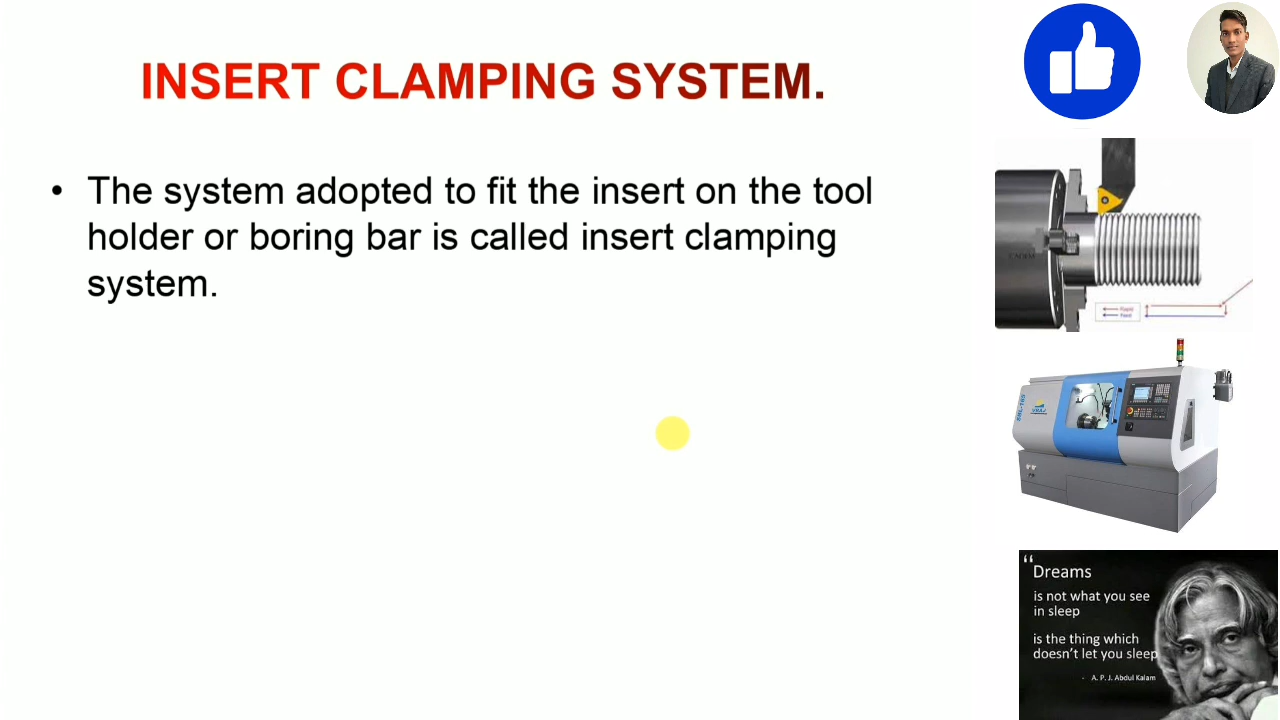 INSERT CLAMPING SYSTEM.
• The system adopted to fit the insert on the tool
holder or boring bar is called insert clamping
system.
Rapid
Feed
“Dreams
is not what you see
in sleep
is the thing which
doesn't let you sleep
- A. P. J. Abdul Kalam